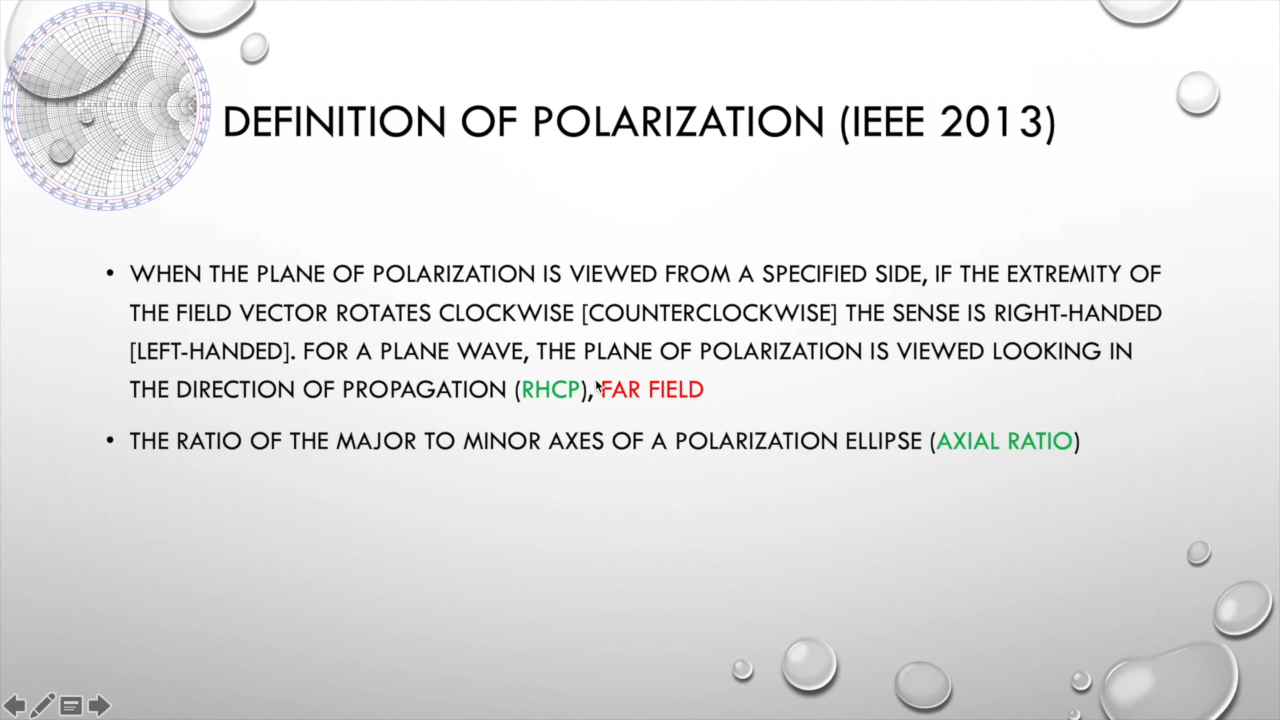 DEFINITION OF POLARIZATION (IEEE 2013)
• WHEN THE PLANE OF POLARIZATION IS VIEWED FROM A SPECIFIED SIDE, IF THE EXTREMITY OF
THE FIELD VECTOR ROTATES CLOCKWISE [COUNTERCLOCKWISE] THE SENSE IS RIGHT-HANDED
[LEFT-HANDED]. FOR A PLANE WAVE, THE PLANE OF POLARIZATION IS VIEWED LOOKING IN
THE DIRECTION OF PROPAGATION (RHCP), FAR FIELD
• THE RATIO OF THE MAJOR TO MINOR AXES OF A POLARIZATION ELLIPSE (AXIAL RATIO)